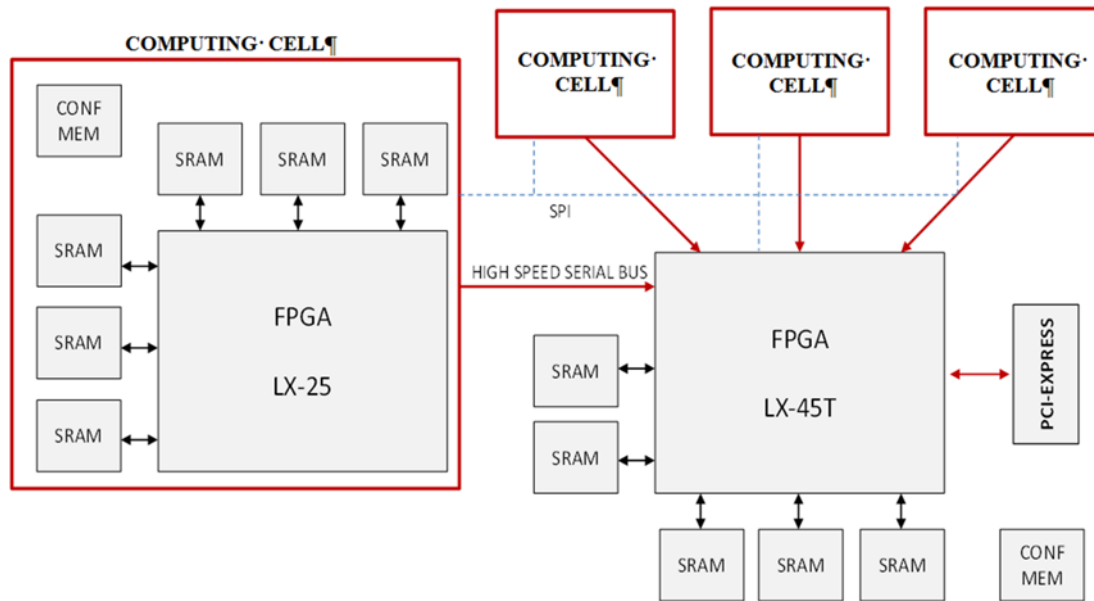 COMPUTING· CELL¶
CONF
MEM
SRAM
SRAM
SRAM
SRAM
SRAM
SRAM
FPGA
LX-25
COMPUTING·
CELL¶
COMPUTING·
CELL¶
COMPUTING·
CELL¶
SPI
HIGH SPEED SERIAL BUS
FPGA
LX-45T
SRAM
SRAM
PCI-EXPRESS
SRAM
SRAM
SRAM
CONF
MEM